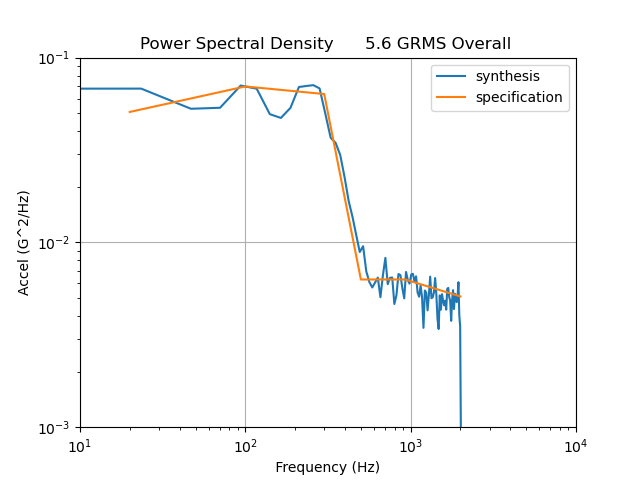 Power Spectral Density      5.6 GRMS Overall
synthesis
specification
Accel (G^2/Hz)
10^-1
10^-2
10^-3
10^1 10^2 10^3 10^4
Frequency (Hz)